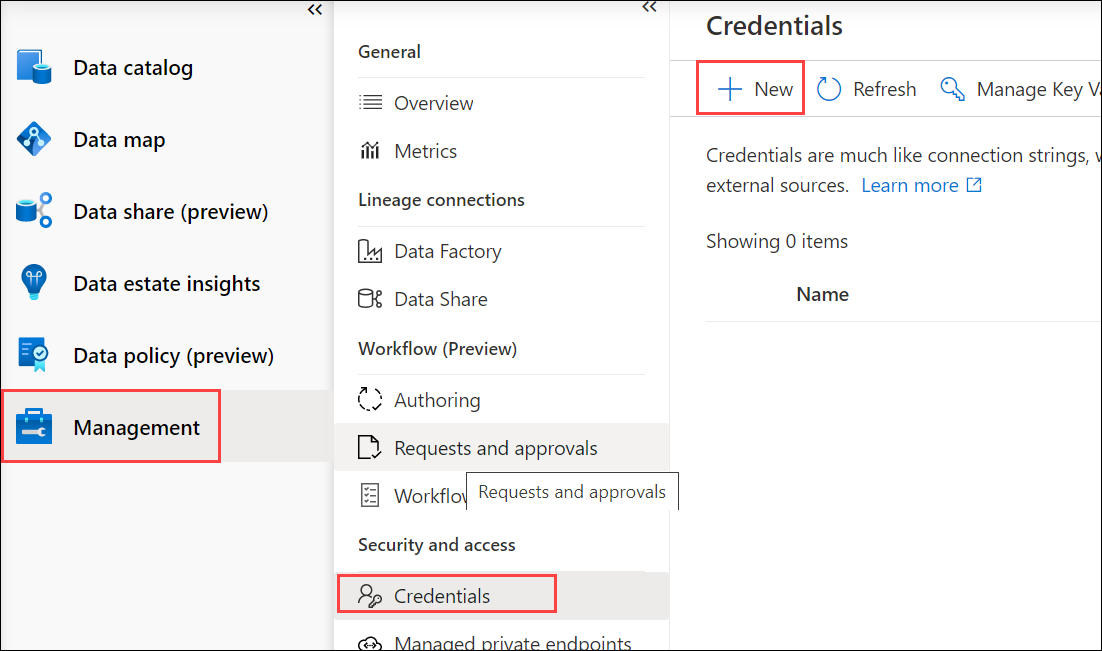 Data catalog
Data map
Data share (preview)
Data estate insights
Data policy (preview)
Management
General
Overview
Metrics
Lineage connections
Data Factory
Data Share
Workflow (Preview)
Authoring
Requests and approvals
Workflow
Requests and approvals
Security and access
Credentials
Managed private endpoints
Credentials
New
Refresh
Manage Key Va
Credentials are much like connection strings, w
external sources. Learn more
Showing 0 items
Name